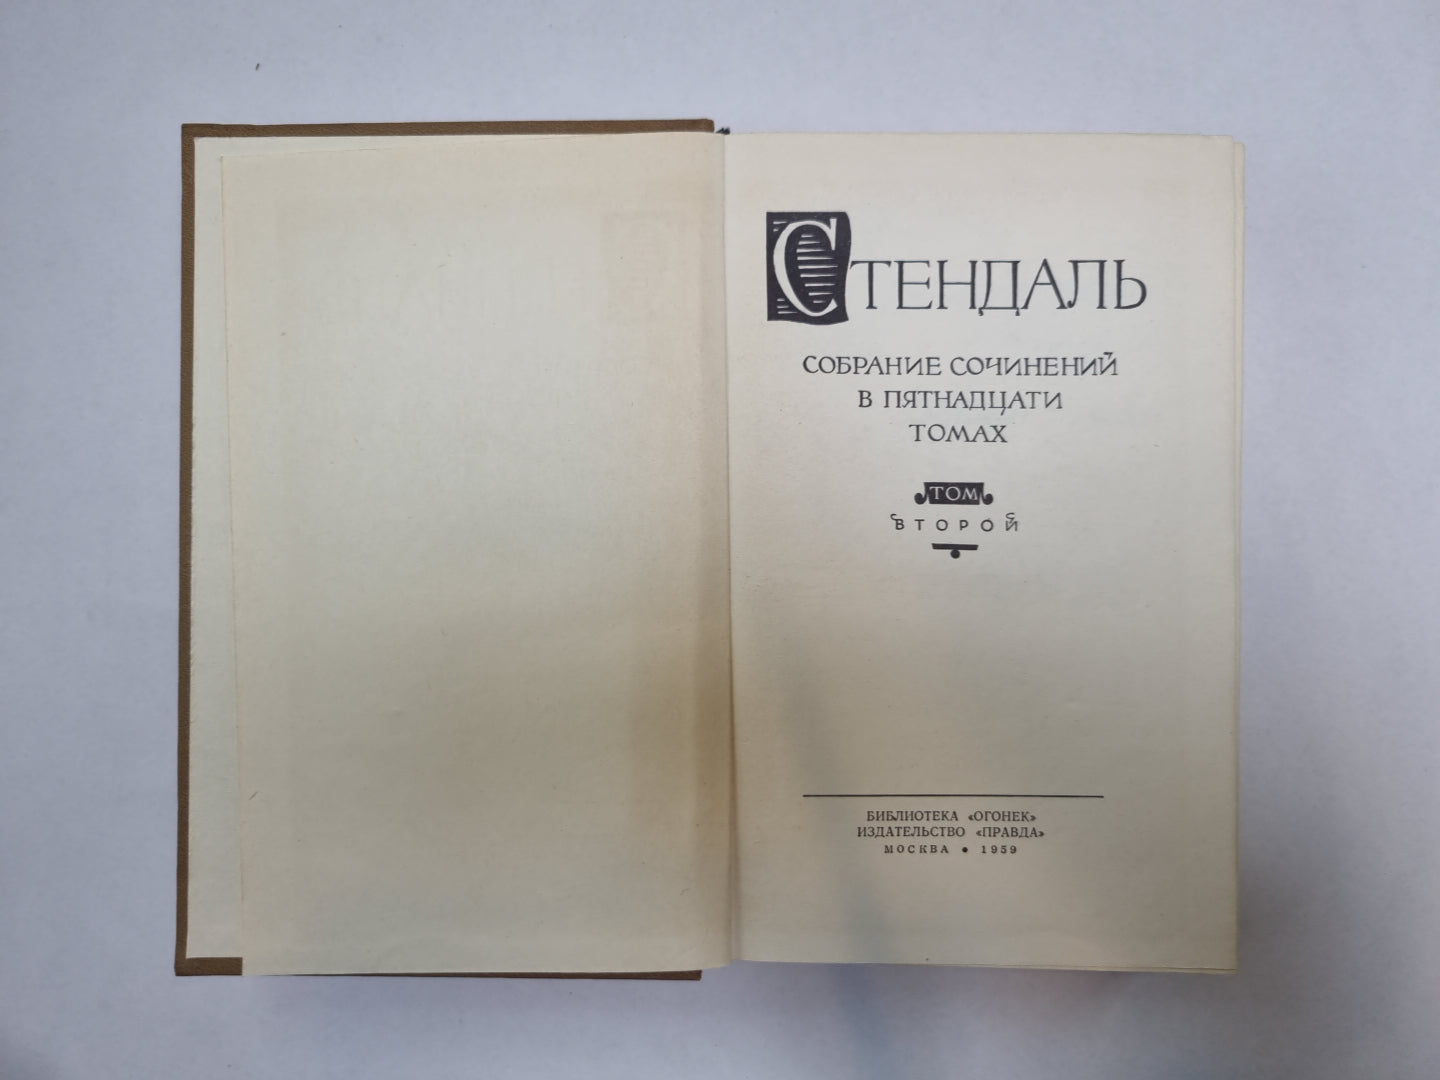 СТЕНДАЛЬ
СОБРАНИЕ СОЧИНЕНИЙ
В ПЯТНАДЦАТИ
ТОМАХ
ТОМ
ВТОРОЙ
БИБЛИОТЕКА «ОГОНЕК»
ИЗДАТЕЛЬСТВО «ПРАВДА»
МОСКВА • 1959